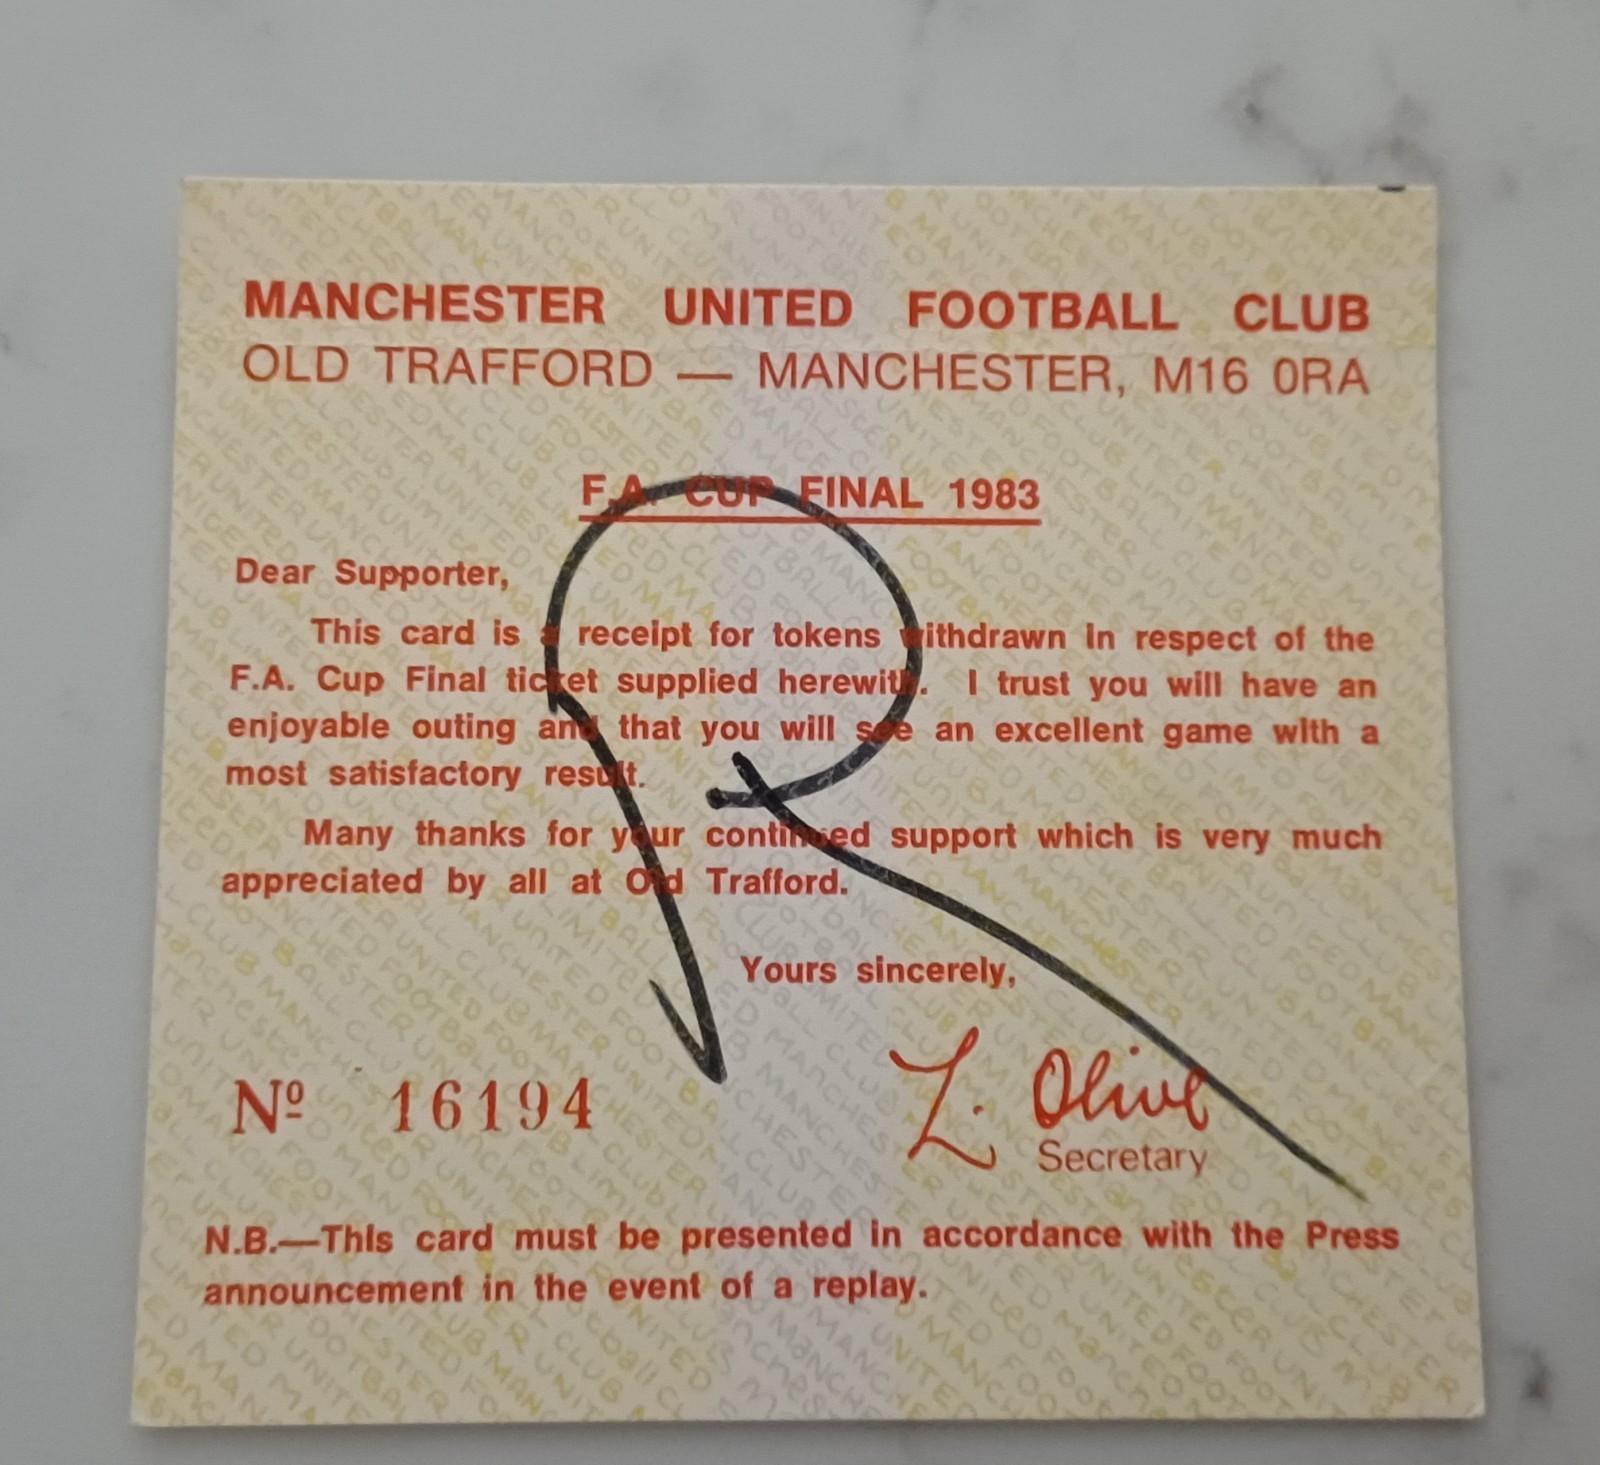 MANCHESTER UNITED FOOTBALL CLUB
OLD TRAFFORD — MANCHESTER, M16 0RA
F.A. CUP FINAL 1983
Dear Supporter,
This card is a receipt for tokens withdrawn in respect of the
F.A. Cup Final ticket supplied herewith. I trust you will have an
enjoyable outing and that you will see an excellent game with a
most satisfactory result.
Many thanks for your continued support which is very much
appreciated by all at Old Trafford.
Yours sincerely,
Nº 16194
L. Olive
Secretary
N.B.—This card must be presented in accordance with the Press
announcement in the event of a replay.